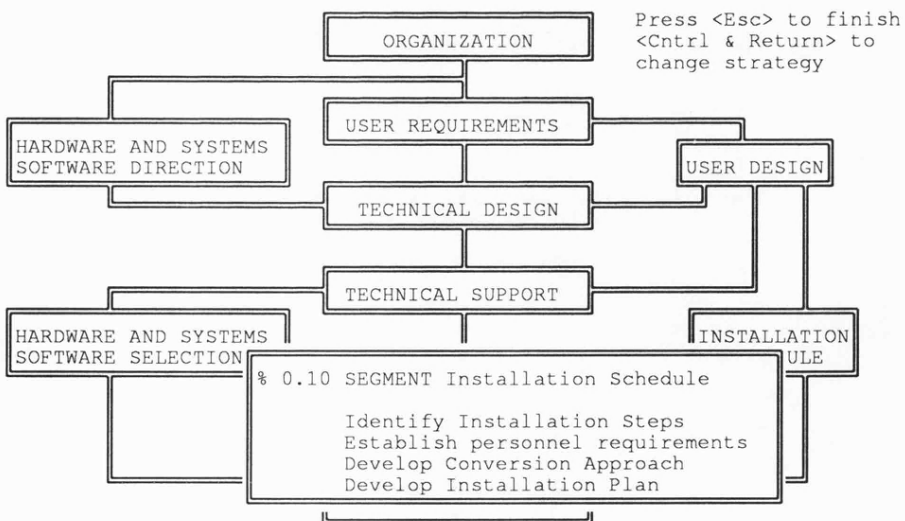 ORGANIZATION
Press <Esc> to finish
<Cntrl & Return> to
change strategy
USER REQUIREMENTS
HARDWARE AND SYSTEMS
SOFTWARE DIRECTION
USER DESIGN
TECHNICAL DESIGN
TECHNICAL SUPPORT
HARDWARE AND SYSTEMS
SOFTWARE SELECTION
INSTALLATION
ULE
% 0.10 SEGMENT Installation Schedule
Identify Installation Steps
Establish personnel requirements
Develop Conversion Approach
Develop Installation Plan